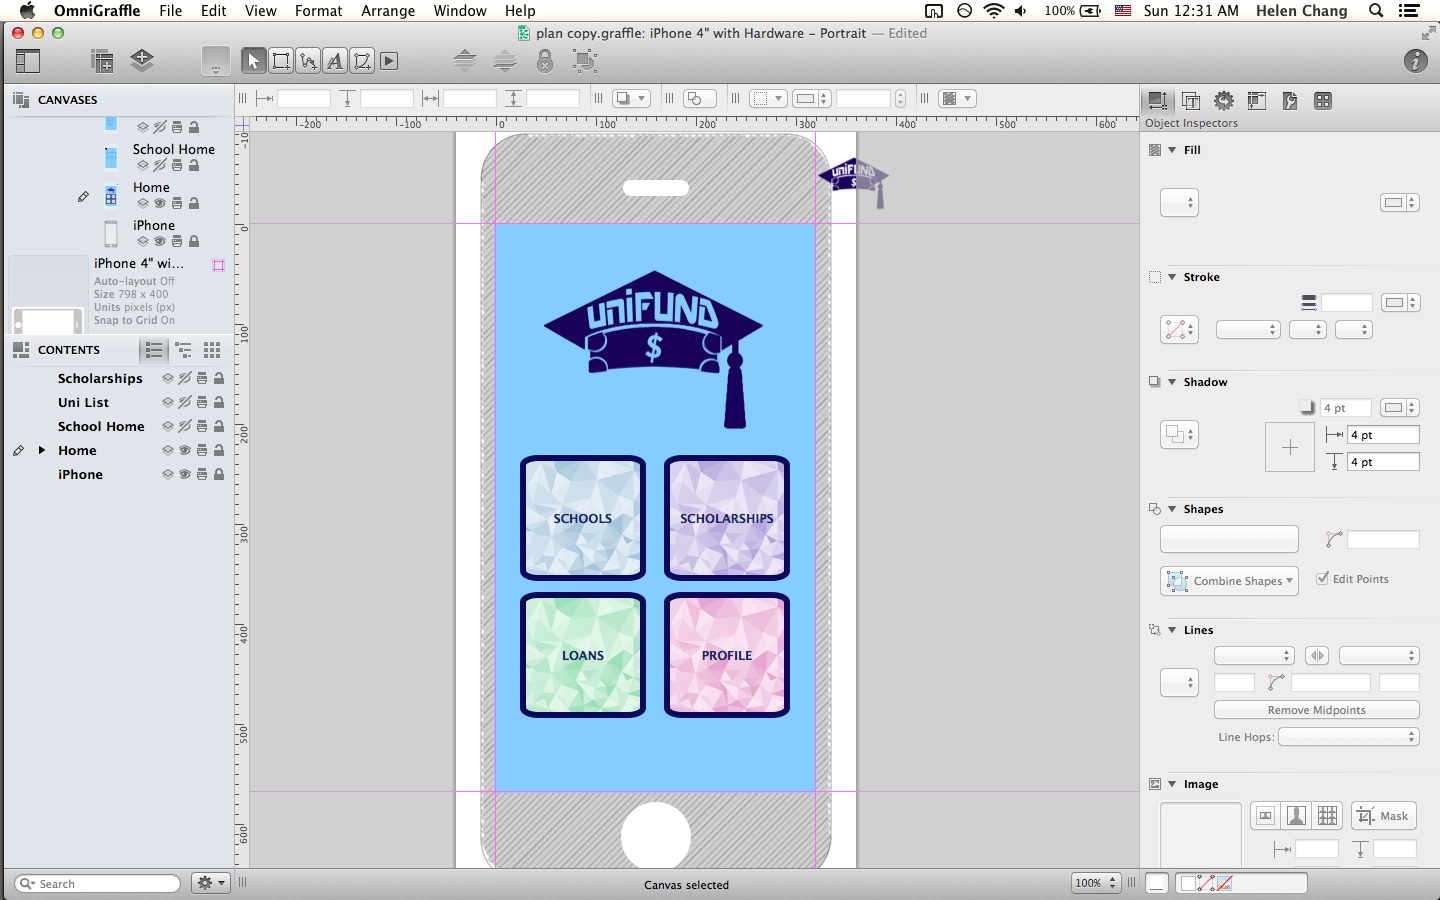 OmniGraffle File Edit View Format Arrange Window Help 100% Sun 12:31 AM Helen Chang
plan copy.graffle: iPhone 4" with Hardware – Portrait — Edited
CANVASES
School Home
Home
iPhone
iPhone 4" wi...
Auto-layout Off
Size 798 x 400
Units pixels (px)
Snap to Grid On
CONTENTS
Scholarships
Uni List
School Home
Home
iPhone
Search
-200 -100 0 100 200 300 400 500 600
-10
0
100
200
300
400
500
600
UNIFUND
$
UNIFUND
$
SCHOOLS
SCHOLARSHIPS
LOANS
PROFILE
Canvas selected
100%
Object Inspectors
Fill
Stroke
Shadow
4 pt
4 pt
4 pt
Shapes
Combine Shapes
Edit Points
Lines
Remove Midpoints
Line Hops:
Image
Mask